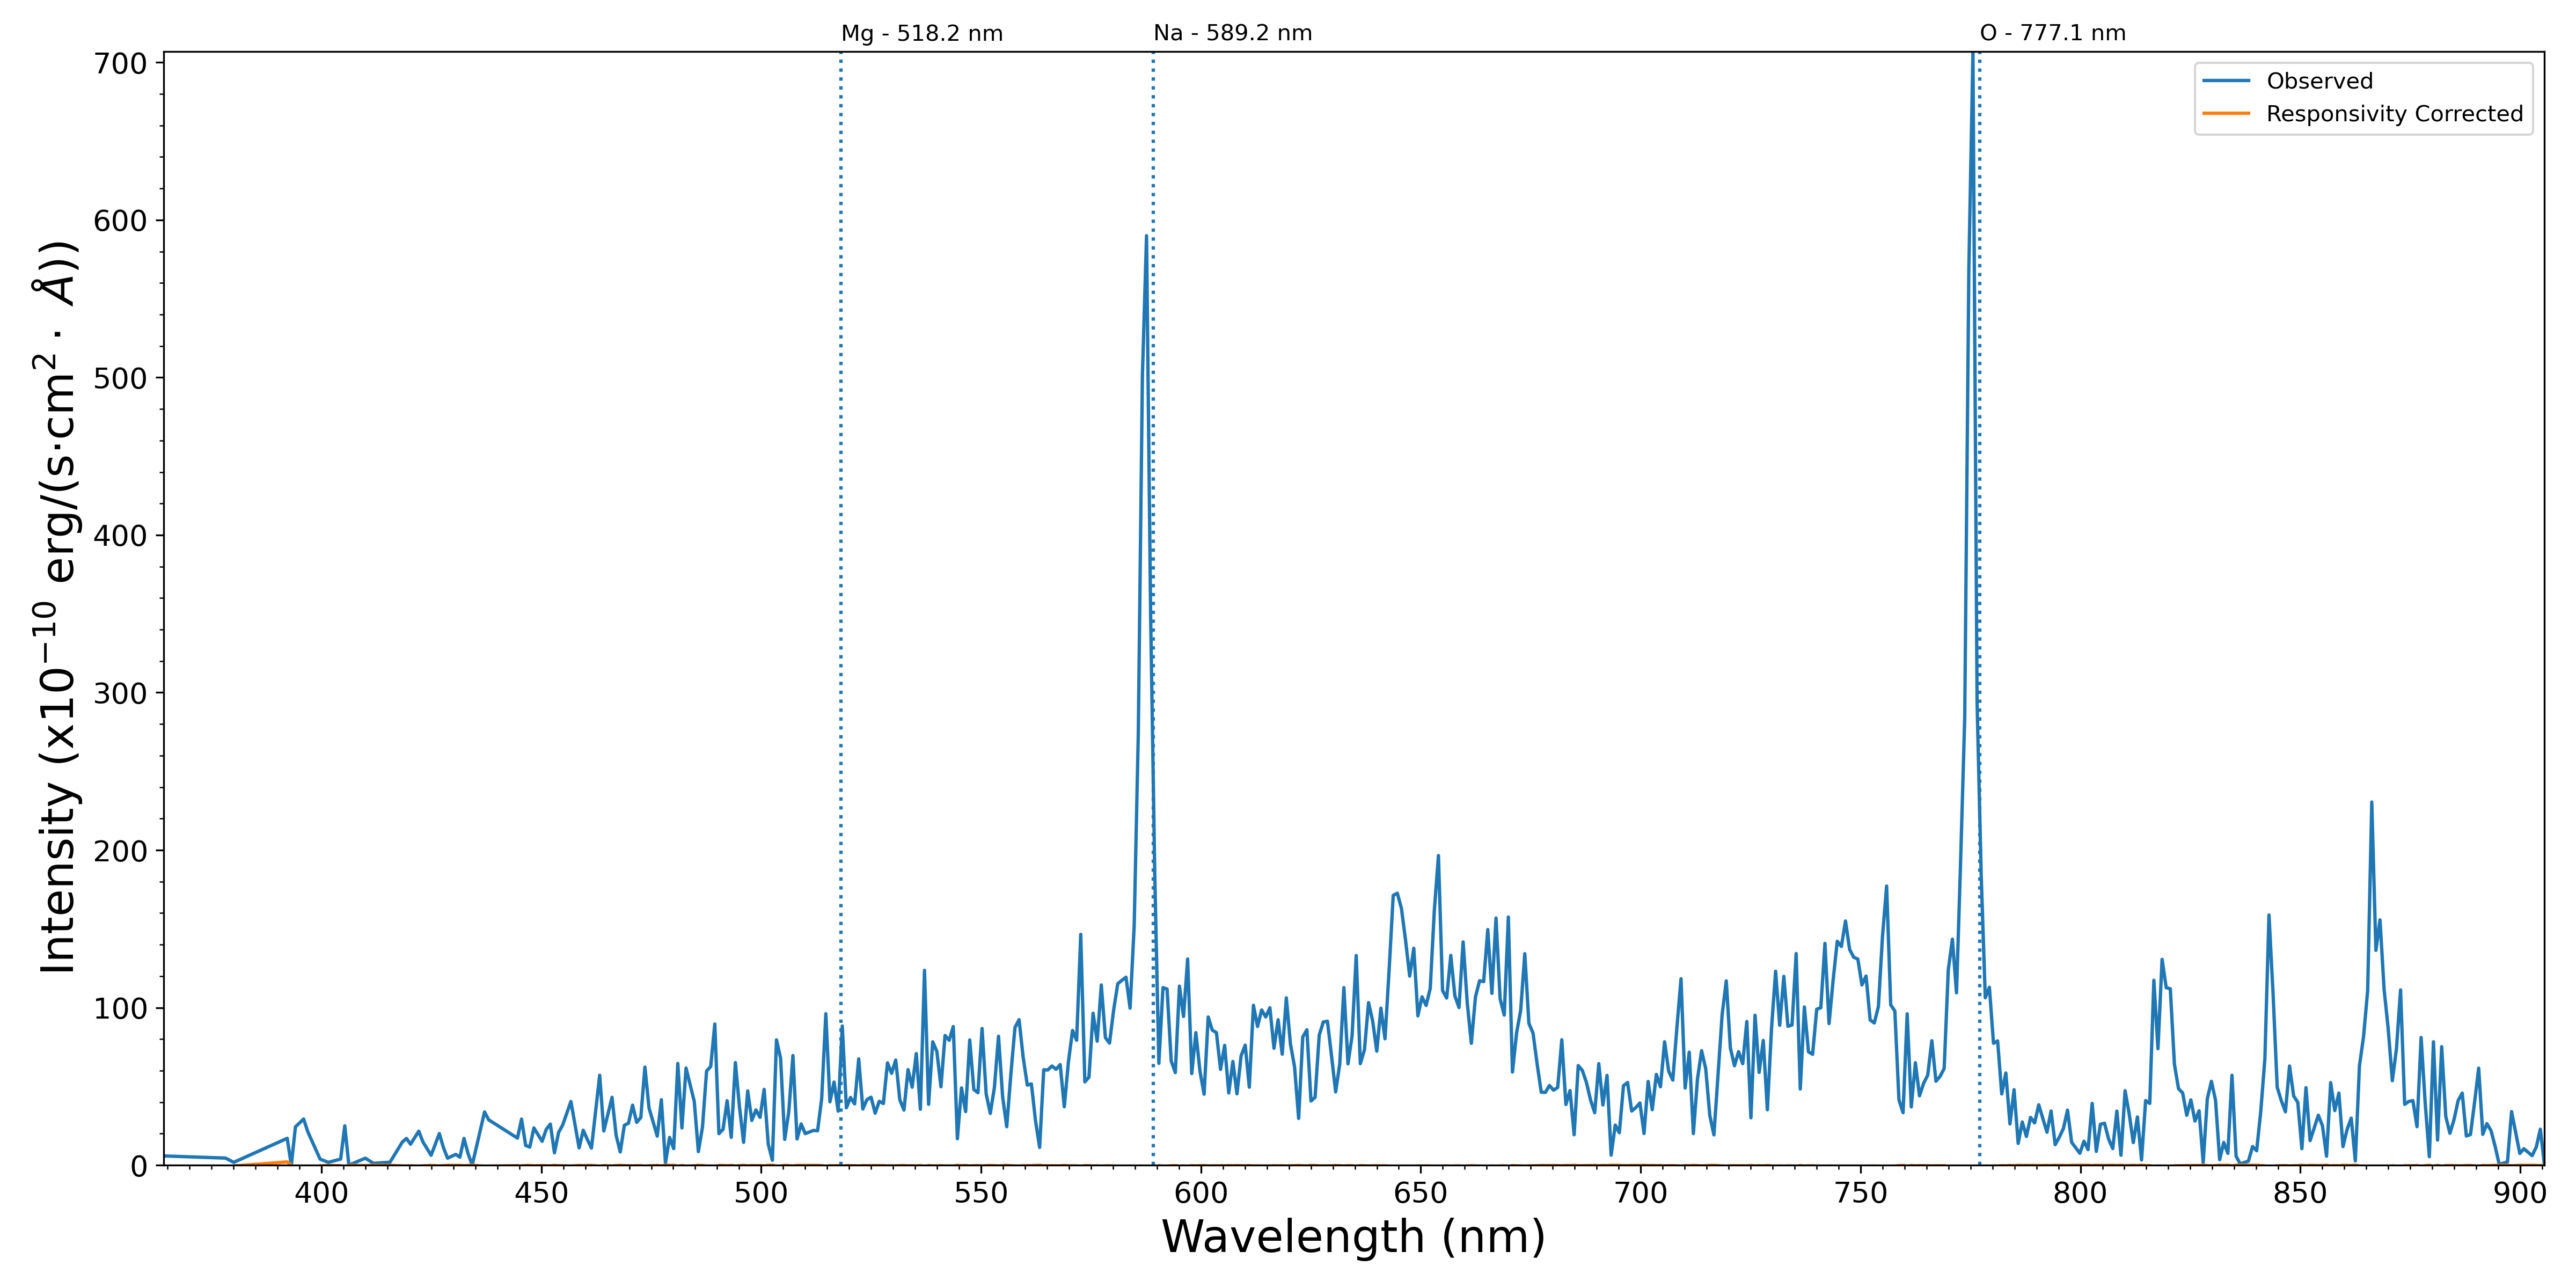 Mg - 518.2 nm
Na - 589.2 nm
O - 777.1 nm
Observed
Responsivity Corrected
700
600
500
400
300
200
100
0
Intensity (x10⁻¹⁰ erg/(s·cm² · Å))
400
450
500
550
600
650
700
750
800
850
900
Wavelength (nm)